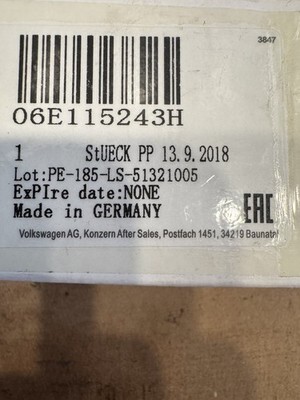 3847
06E115243H
1 StUECK PP 13.9.2018
Lot:PE-185-LS-51321005
ExPIre date:NONE
Made in GERMANY
EAC
Volkswagen AG, Konzern After Sales, Postfach 1451, 34219 Baunatal